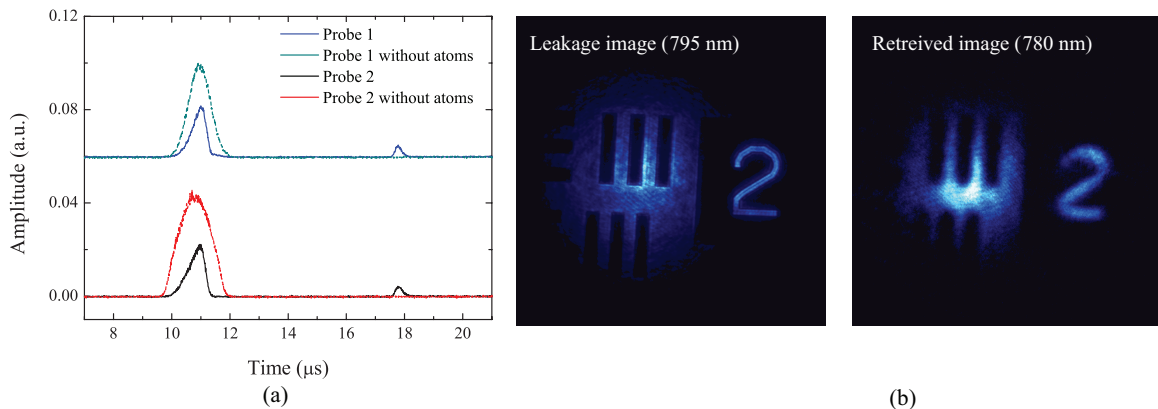 0.12
0.08
0.04
0.00
Amplitude (a.u.)
Probe 1
Probe 1 without atoms
Probe 2
Probe 2 without atoms
8 10 12 14 16 18 20
Time (μs)
(a)
Leakage image (795 nm)
2
Retreived image (780 nm)
2
(b)